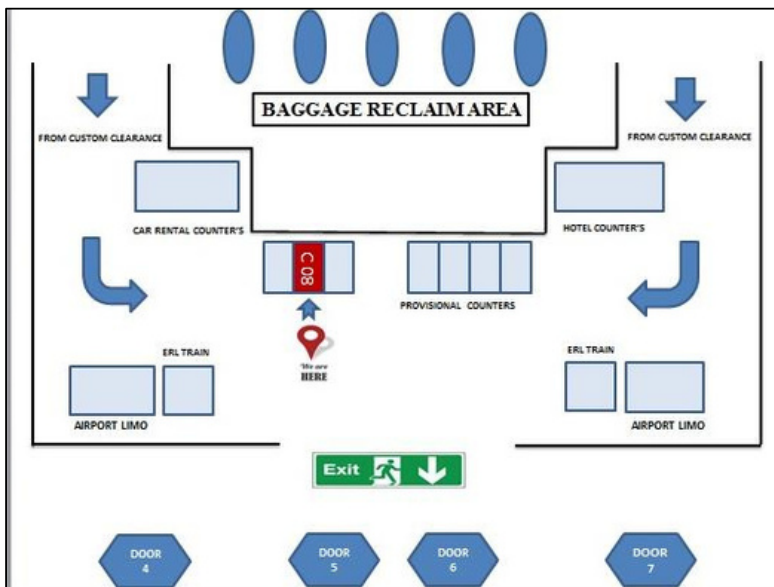 BAGGAGE RECLAIM AREA
FROM CUSTOM CLEARANCE
FROM CUSTOM CLEARANCE
CAR RENTAL COUNTER'S
HOTEL COUNTER'S
C 08
PROVISIONAL COUNTERS
We are
HERE
ERL TRAIN
ERL TRAIN
AIRPORT LIMO
AIRPORT LIMO
Exit
DOOR
4
DOOR
5
DOOR
6
DOOR
7